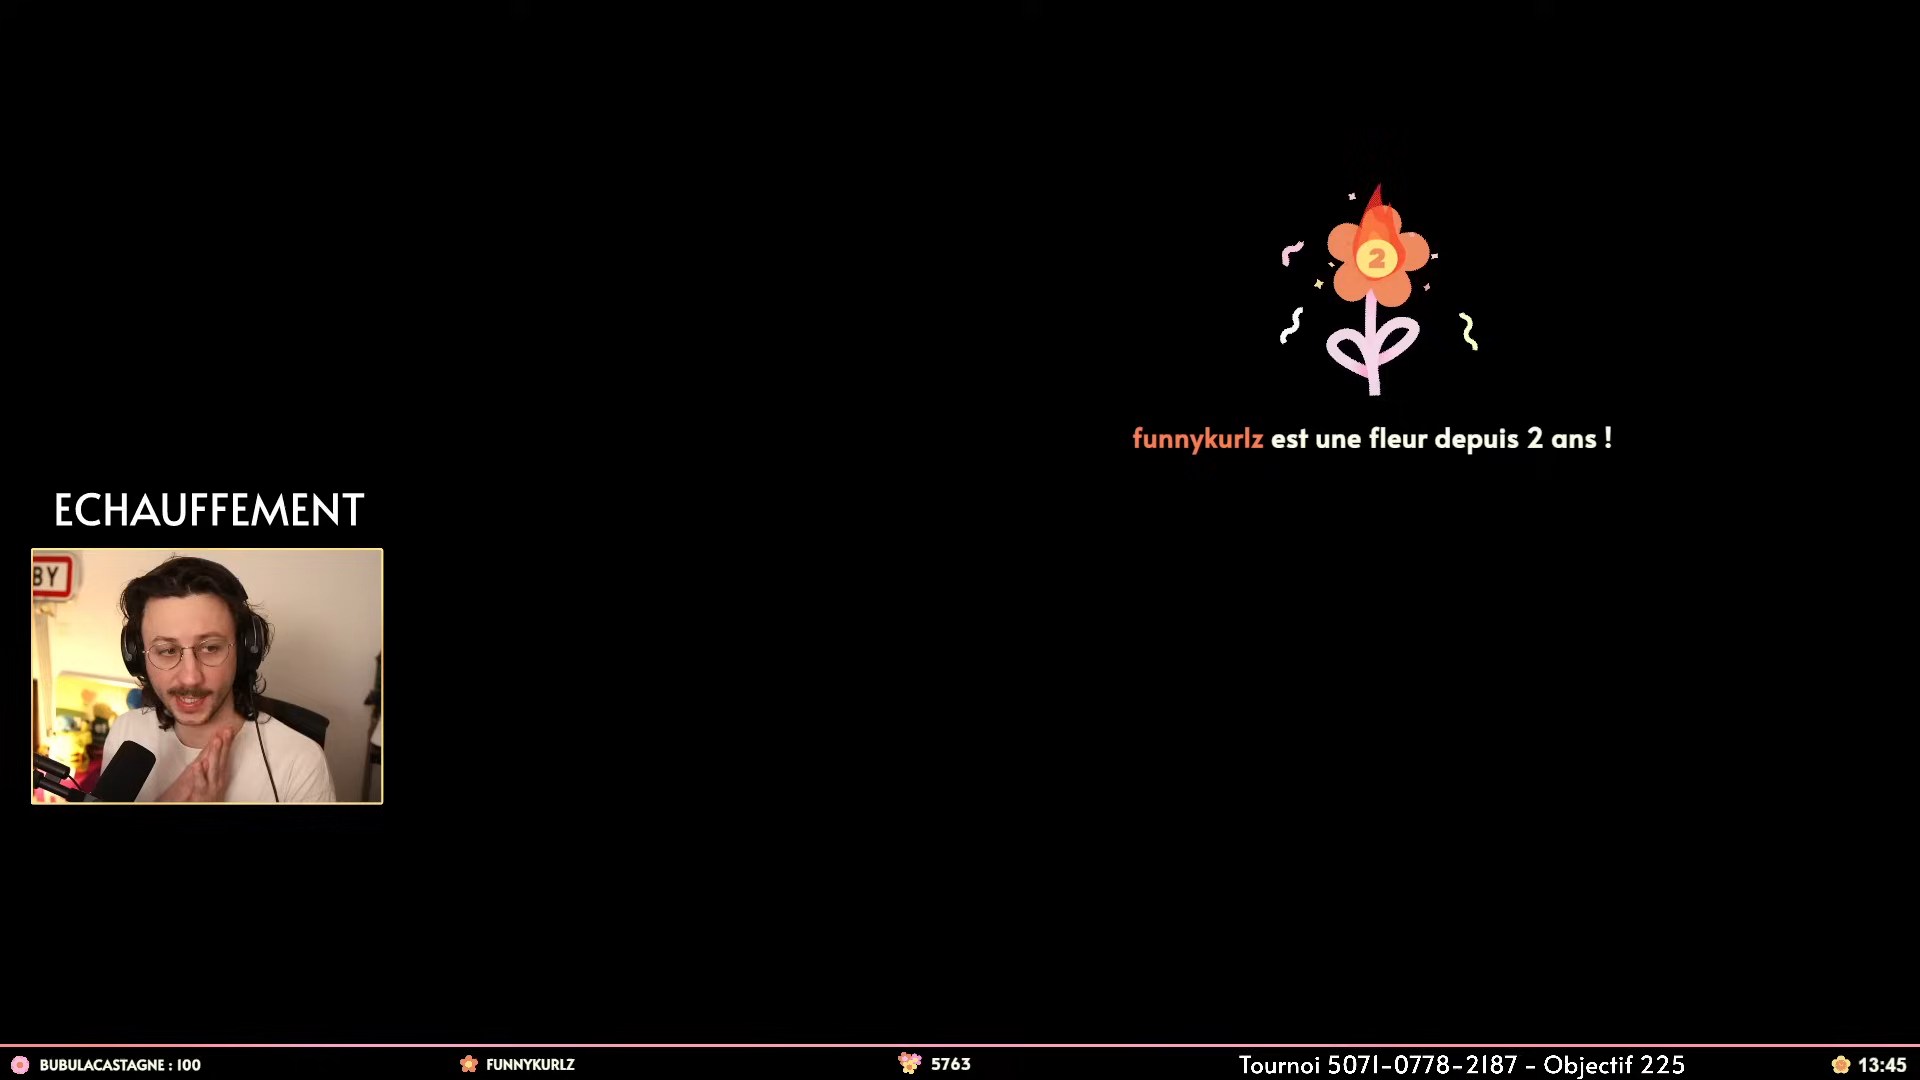 2
funnykurlz est une fleur depuis 2 ans !
ECHAUFFEMENT
BY
BUBULACASTAGNE : 100
FUNNYKURLZ
5763
Tournoi 5071-0778-2187 - Objectif 225
13:45